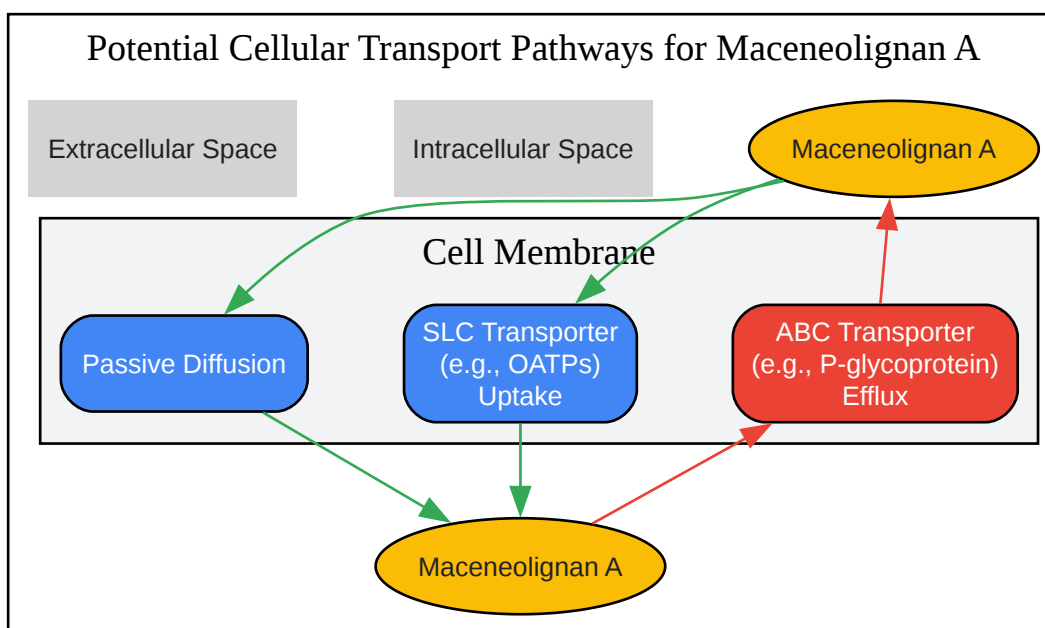 Potential Cellular Transport Pathways for Maceneolignan A
Extracellular Space
Intracellular Space
Maceneolignan A
Cell Membrane
Passive Diffusion
SLC Transporter
(e.g., OATPs)
Uptake
ABC Transporter
(e.g., P-glycoprotein)
Efflux
Maceneolignan A